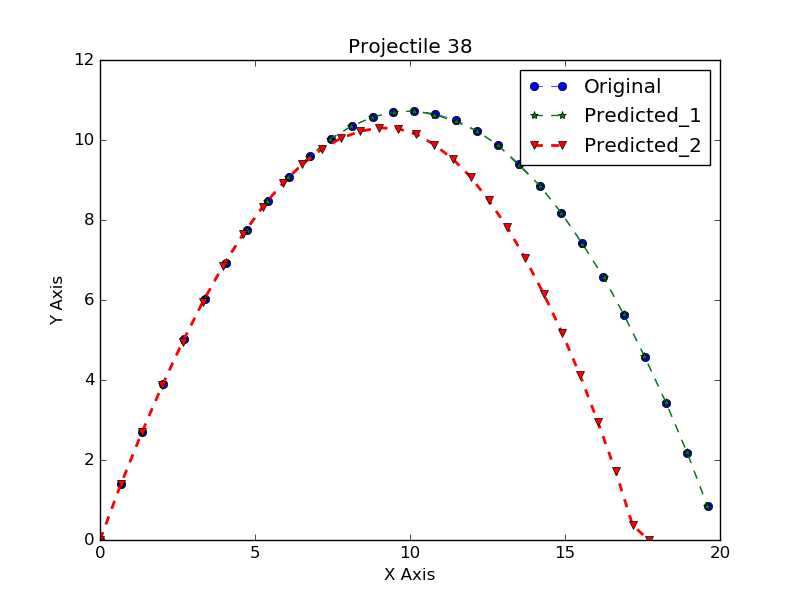 Projectile 38
12
10
8
6
4
2
0
Y Axis
Original
Predicted_1
Predicted_2
0 5 10 15 20
X Axis